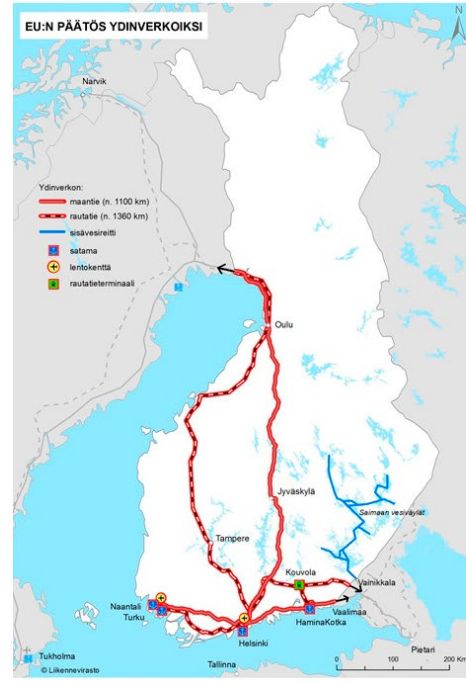 EU:N PÄÄTÖS YDINVERKOIKSI
N
Narvik
Ydinverkon:
maantie (n. 1100 km)
rautatie (n. 1360 km)
sisävesireitti
satama
lentokenttä
rautatieterminaali
Oulu
Jyväskylä
Saimaan vesiväylät
Tampere
Kouvola
Vainikkala
Naantali
Turku
HaminaKotka
Vaalimaa
Helsinki
Pietari
Tukholma
Tallinna
© Liikennevirasto
0 200 Km